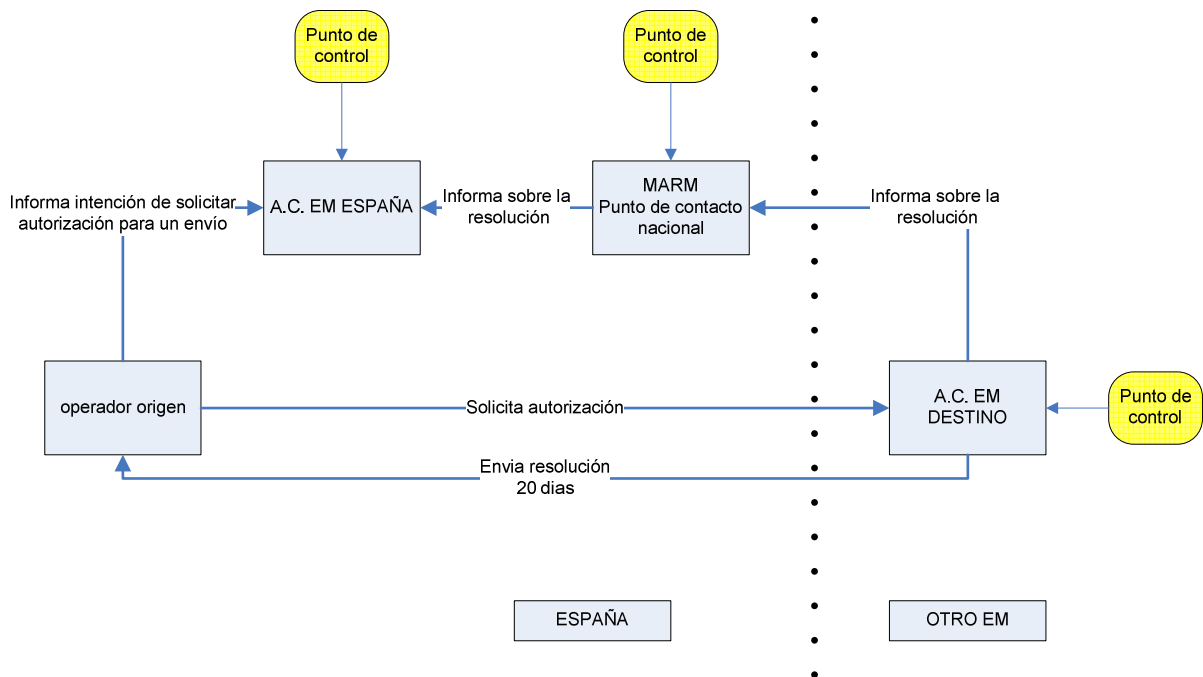 Punto de
control
Punto de
control
Informa intención de solicitar
autorización para un envío
A.C. EM ESPAÑA
Informa sobre la
resolución
MARM
Punto de contacto
nacional
Informa sobre la
resolución
operador origen
Solicita autorización
A.C. EM
DESTINO
Punto de
control
Envia resolución
20 dias
ESPAÑA
OTRO EM